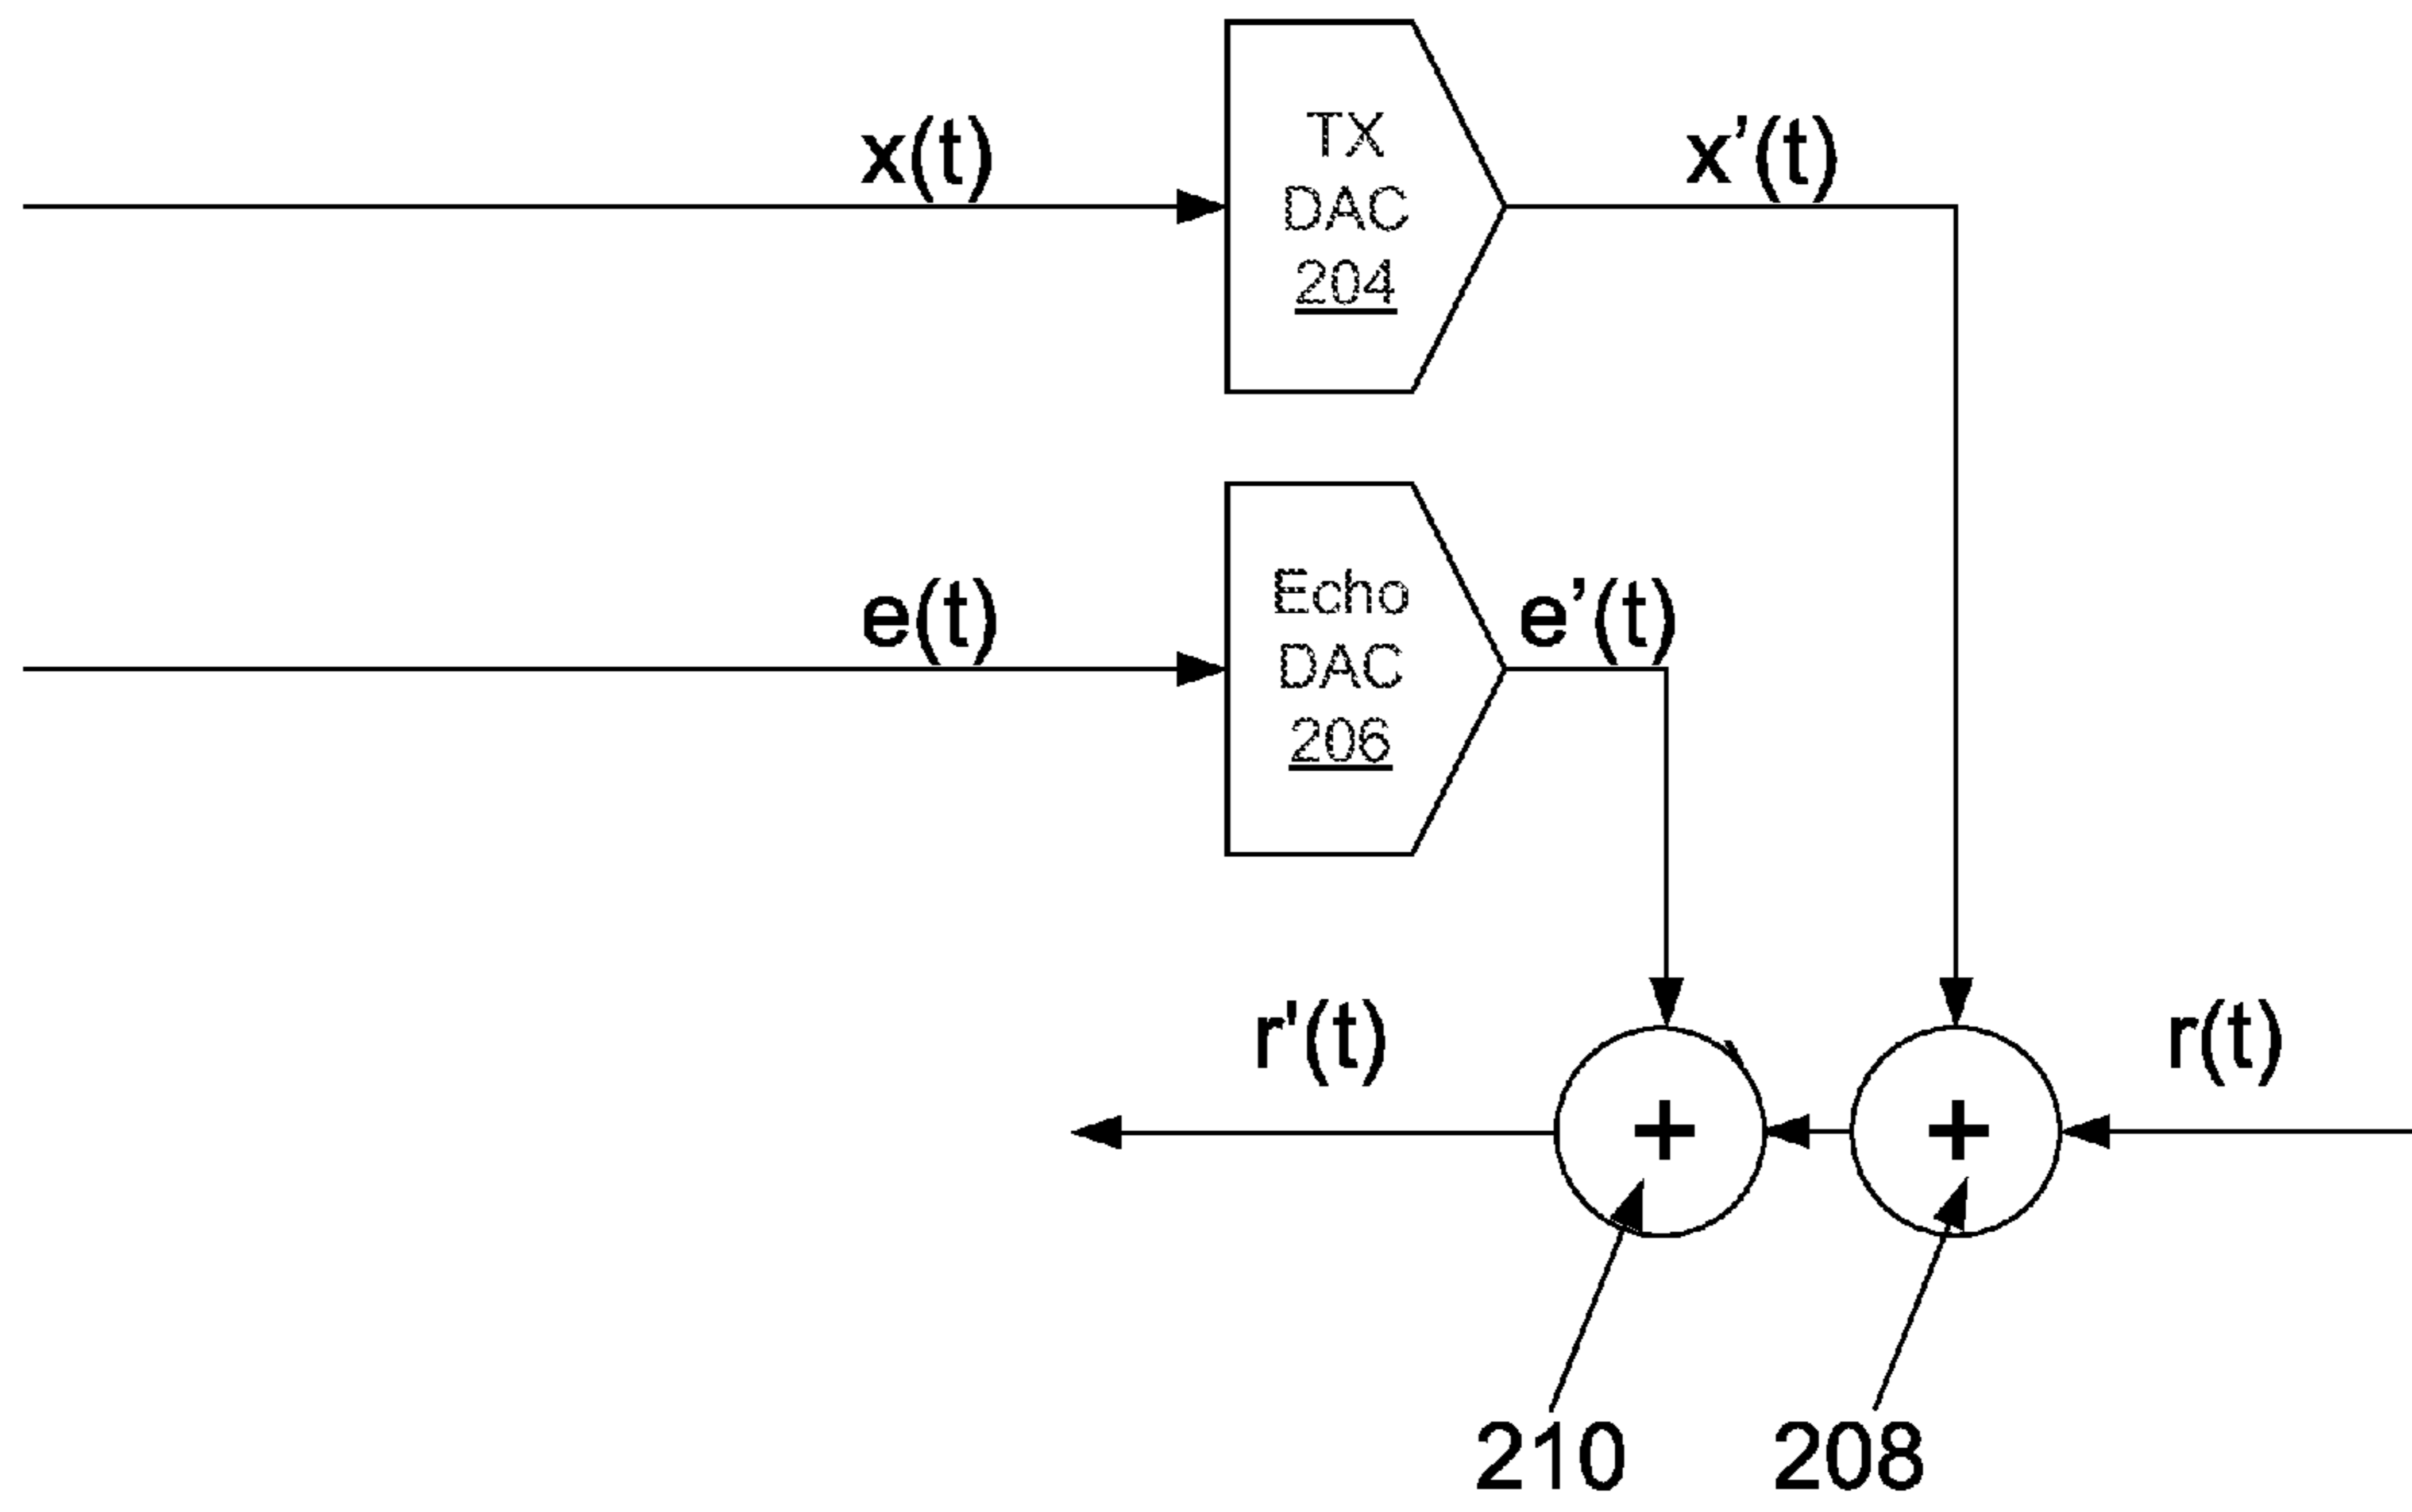 x(t)
TX
DAC
204
x’(t)
e(t)
Echo
DAC
206
e’(t)
r'(t)
+
+
r(t)
210
208